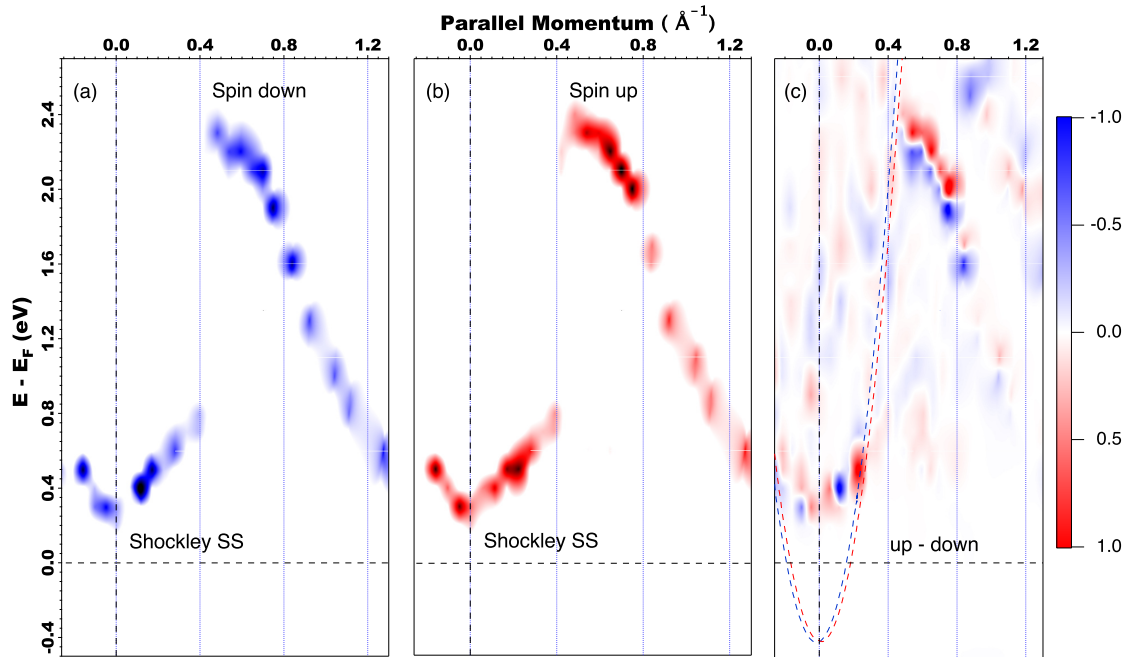 Parallel Momentum ( Å⁻¹)
0.0 0.4 0.8 1.2
0.0 0.4 0.8 1.2
0.0 0.4 0.8 1.2
(a) Spin down
(b) Spin up
(c)
E - E_F (eV)
2.4
2.0
1.6
1.2
0.8
0.4
0.0
-0.4
Shockley SS
Shockley SS
up - down
-1.0
-0.5
0.0
0.5
1.0